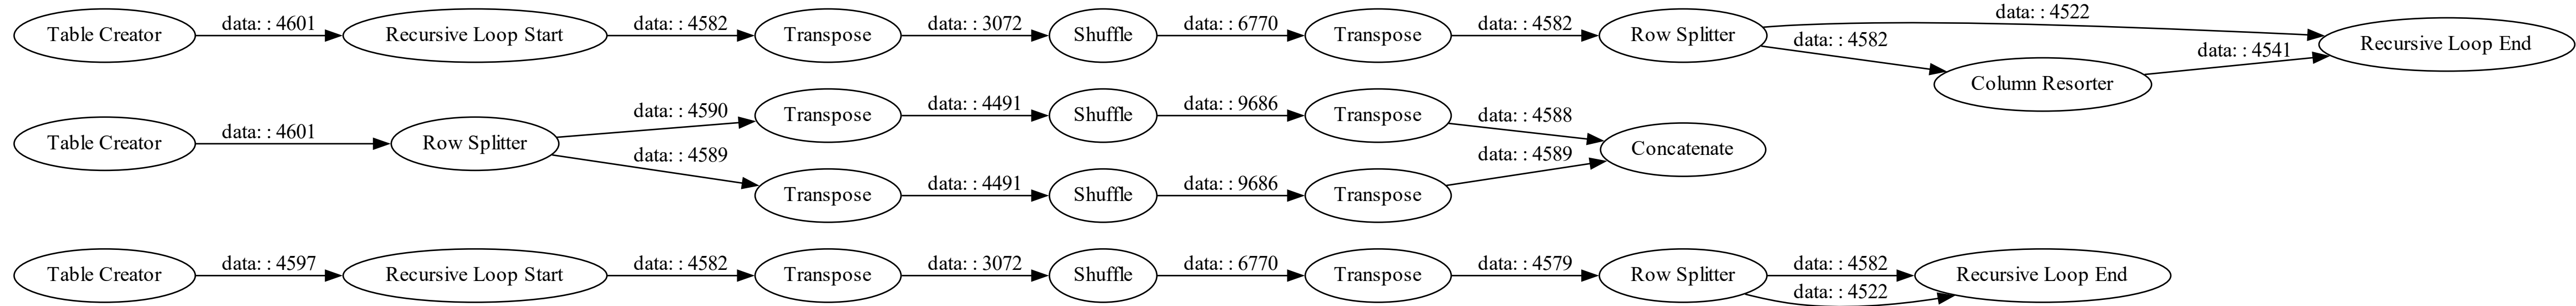 Table Creator
data: : 4601
Recursive Loop Start
data: : 4582
Transpose
data: : 3072
Shuffle
data: : 6770
Transpose
data: : 4582
Row Splitter
data: : 4522
data: : 4582
Column Resorter
data: : 4541
Recursive Loop End
Table Creator
data: : 4601
Row Splitter
data: : 4590
Transpose
data: : 4491
Shuffle
data: : 9686
Transpose
data: : 4588
data: : 4589
Transpose
data: : 4491
Shuffle
data: : 9686
Transpose
data: : 4589
Concatenate
Table Creator
data: : 4597
Recursive Loop Start
data: : 4582
Transpose
data: : 3072
Shuffle
data: : 6770
Transpose
data: : 4579
Row Splitter
data: : 4582
data: : 4522
Recursive Loop End